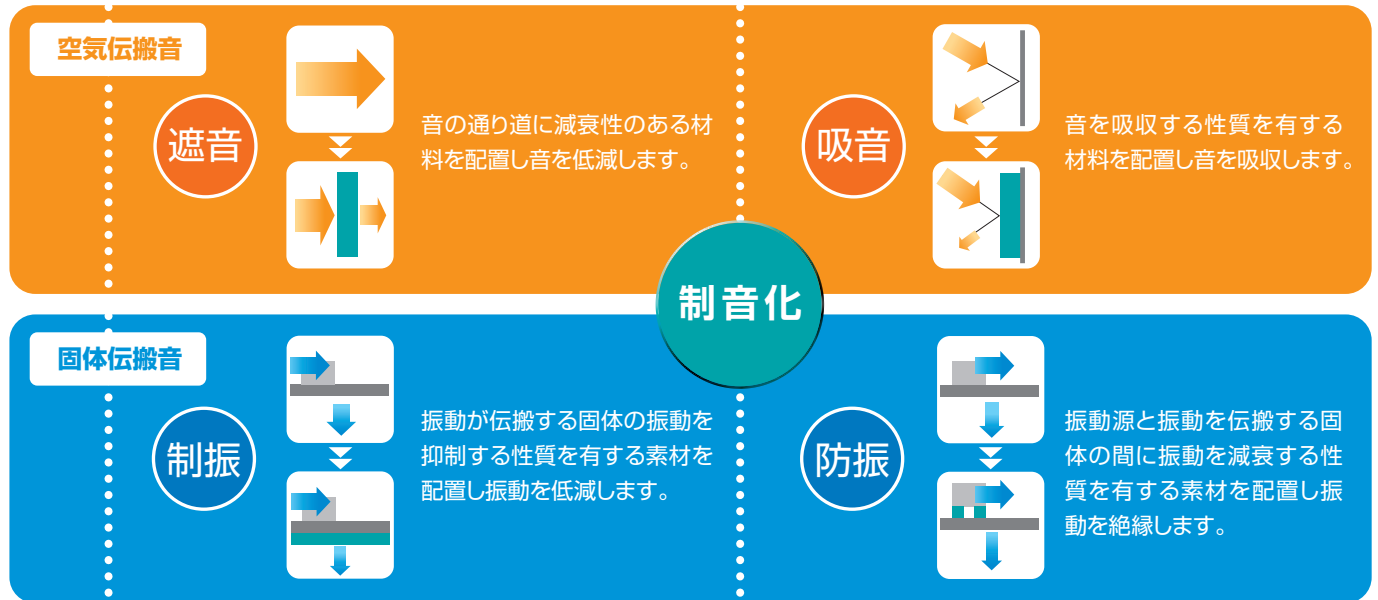 空気伝搬音
遮音
音の通り道に減衰性のある材
料を配置し音を低減します。
吸音
音を吸収する性質を有する
材料を配置し音を吸収します。
制音化
固体伝搬音
制振
振動が伝搬する固体の振動を
抑制する性質を有する素材を
配置し振動を低減します。
防振
振動源と振動を伝搬する固
体の間に振動を減衰する性
質を有する素材を配置し振
動を絶縁します。